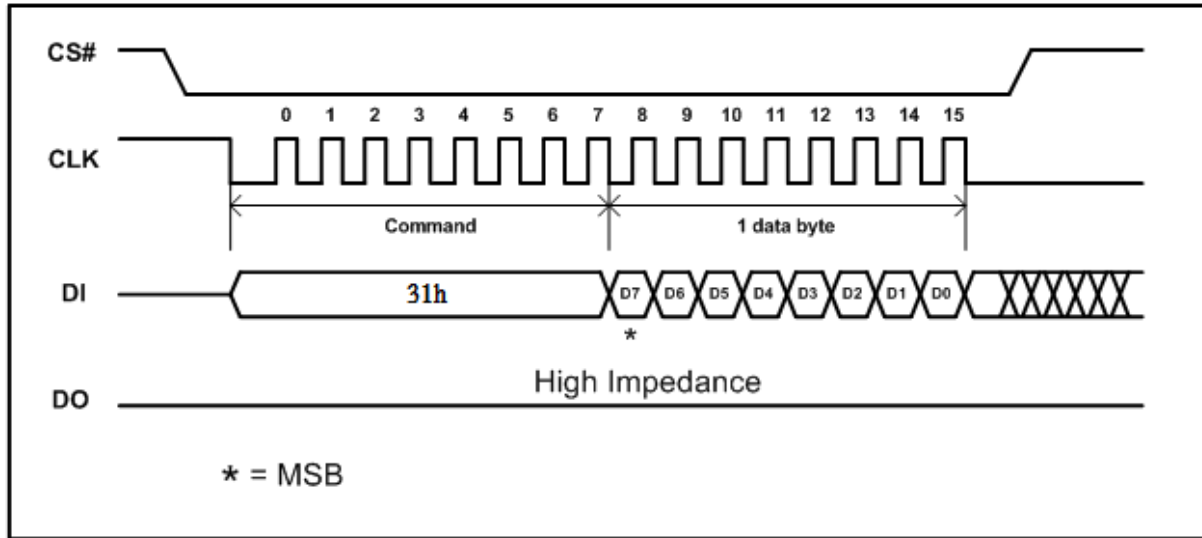 CS#
0 1 2 3 4 5 6 7 8 9 10 11 12 13 14 15
CLK
Command 1 data byte
DI 31h D7 D6 D5 D4 D3 D2 D1 D0
*
High Impedance
DO
* = MSB